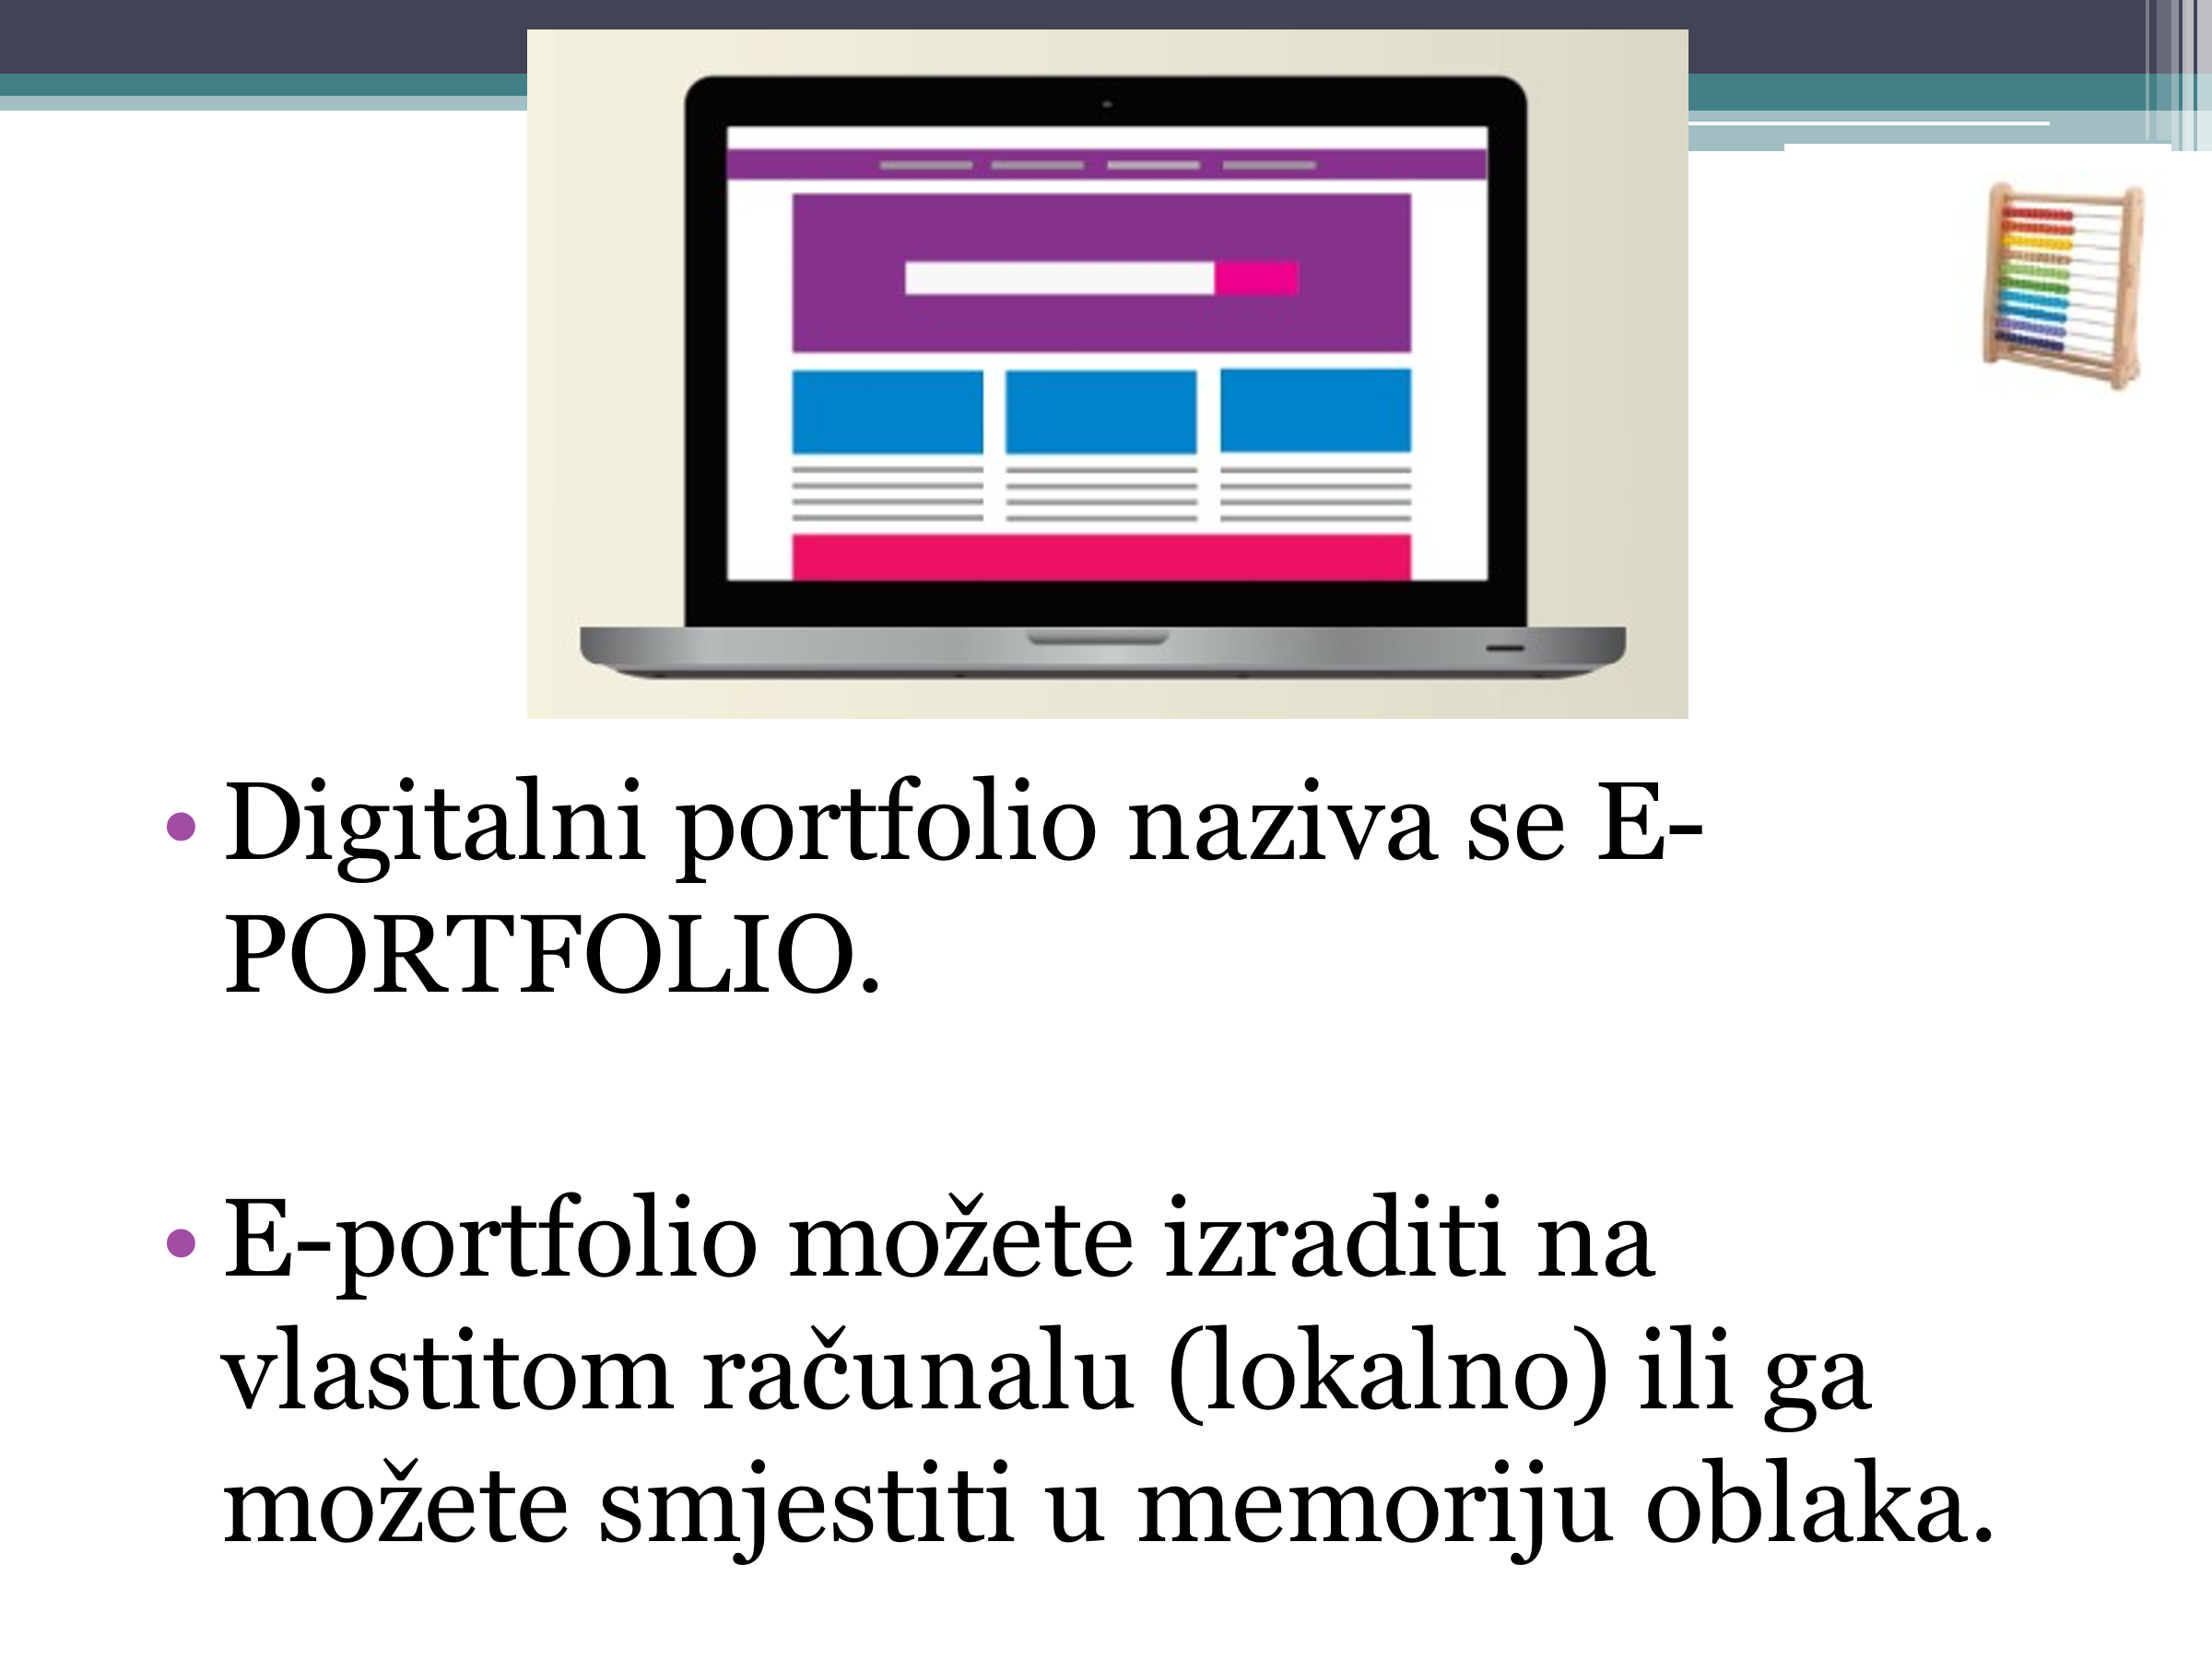 • Digitalni portfolio naziva se E-
PORTFOLIO.
• E-portfolio možete izraditi na
vlastitom računalu (lokalno) ili ga
možete smjestiti u memoriju oblaka.